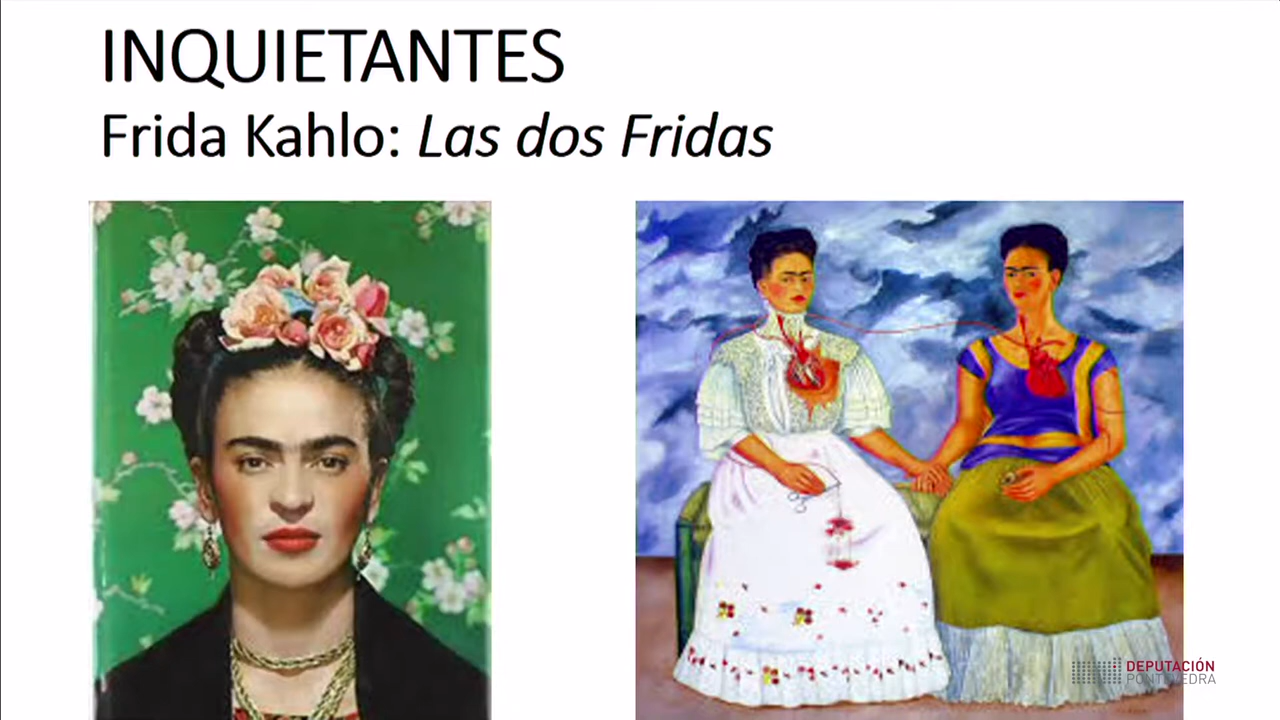 INQUIETANTES
Frida Kahlo: Las dos Fridas
DEPUTACIÓN
PONTEVEDRA